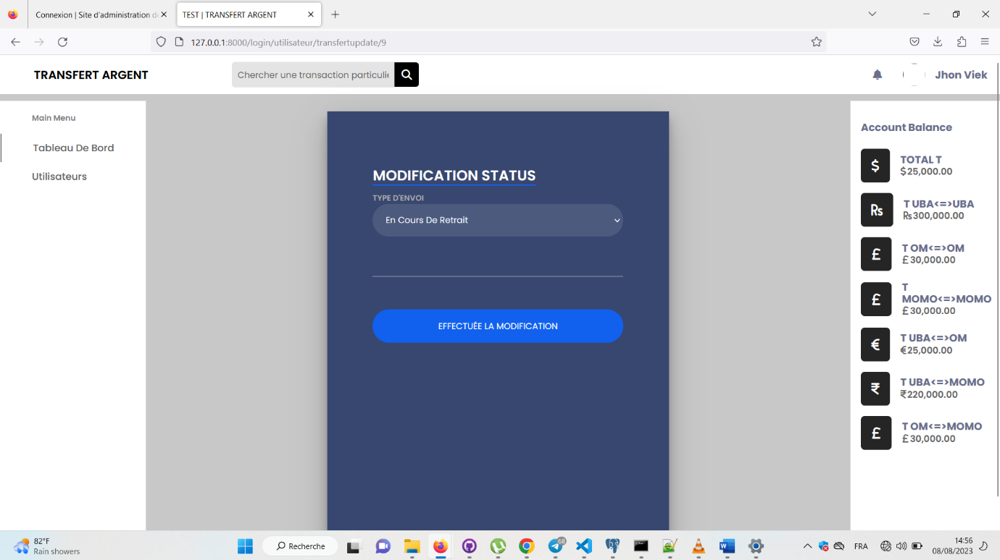 Connexion | Site d'administration de
TEST | TRANSFERT ARGENT
127.0.0.1:8000/login/utilisateur/transfertupdate/9
TRANSFERT ARGENT
Chercher une transaction particuliè
Jhon Viek
Main Menu
Tableau De Bord
Utilisateurs
MODIFICATION STATUS
TYPE D'ENVOI
En Cours De Retrait
EFFECTUÉE LA MODIFICATION
Account Balance
$
TOTAL T
$25,000.00
₨
T UBA<=>UBA
₨300,000.00
£
T OM<=>OM
£30,000.00
£
T
MOMO<=>MOMO
£30,000.00
€
T UBA<=>OM
€25,000.00
₹
T UBA<=>MOMO
₹220,000.00
£
T OM<=>MOMO
£30,000.00
82°F
Rain showers
Recherche
68
FRA
14:56
08/08/2023